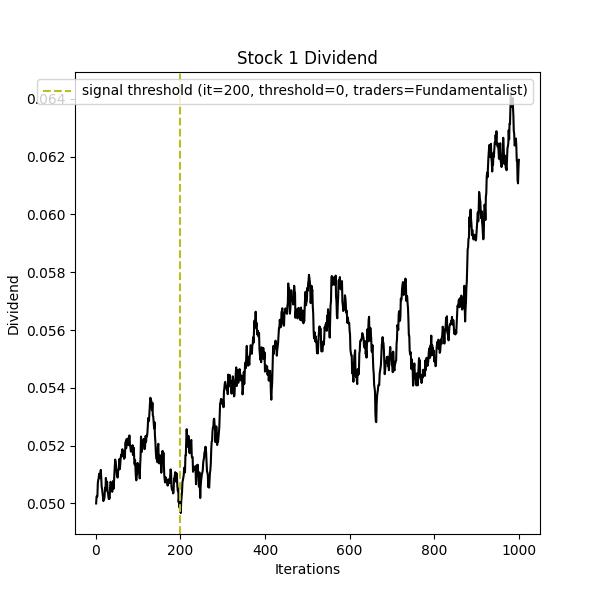 Stock 1 Dividend
signal threshold (it=200, threshold=0, traders=Fundamentalist)
0.064
0.062
0.060
0.058
0.056
0.054
0.052
0.050
Dividend
0 200 400 600 800 1000
Iterations